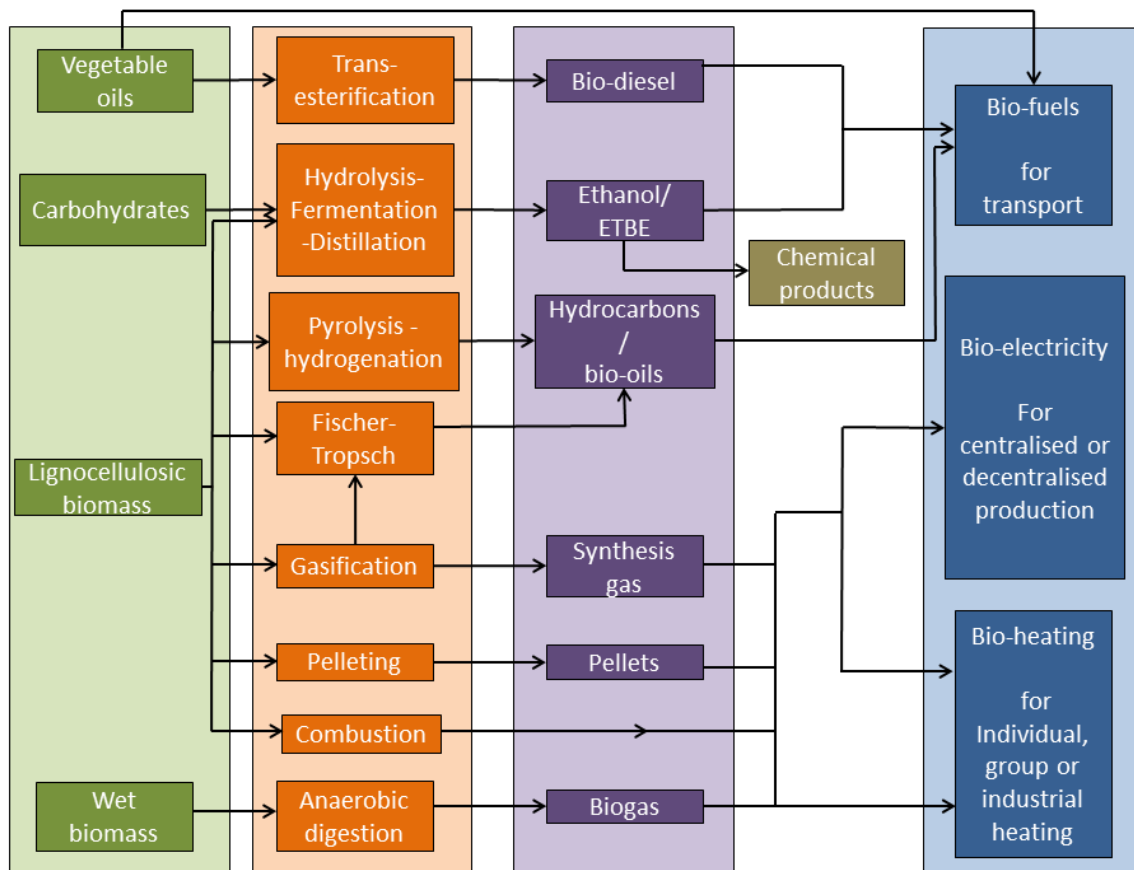 Vegetable
oils
Trans-
esterification
Bio-diesel
Bio-fuels
for
transport
Carbohydrates
Hydrolysis-
Fermentation
-Distillation
Ethanol/
ETBE
Chemical
products
Pyrolysis -
hydrogenation
Hydrocarbons
/
bio-oils
Bio-electricity
For
centralised or
decentralised
production
Fischer-
Tropsch
Lignocellulosic
biomass
Gasification
Synthesis
gas
Pelleting
Pellets
Bio-heating
for
Individual,
group or
industrial
heating
Combustion
Wet
biomass
Anaerobic
digestion
Biogas